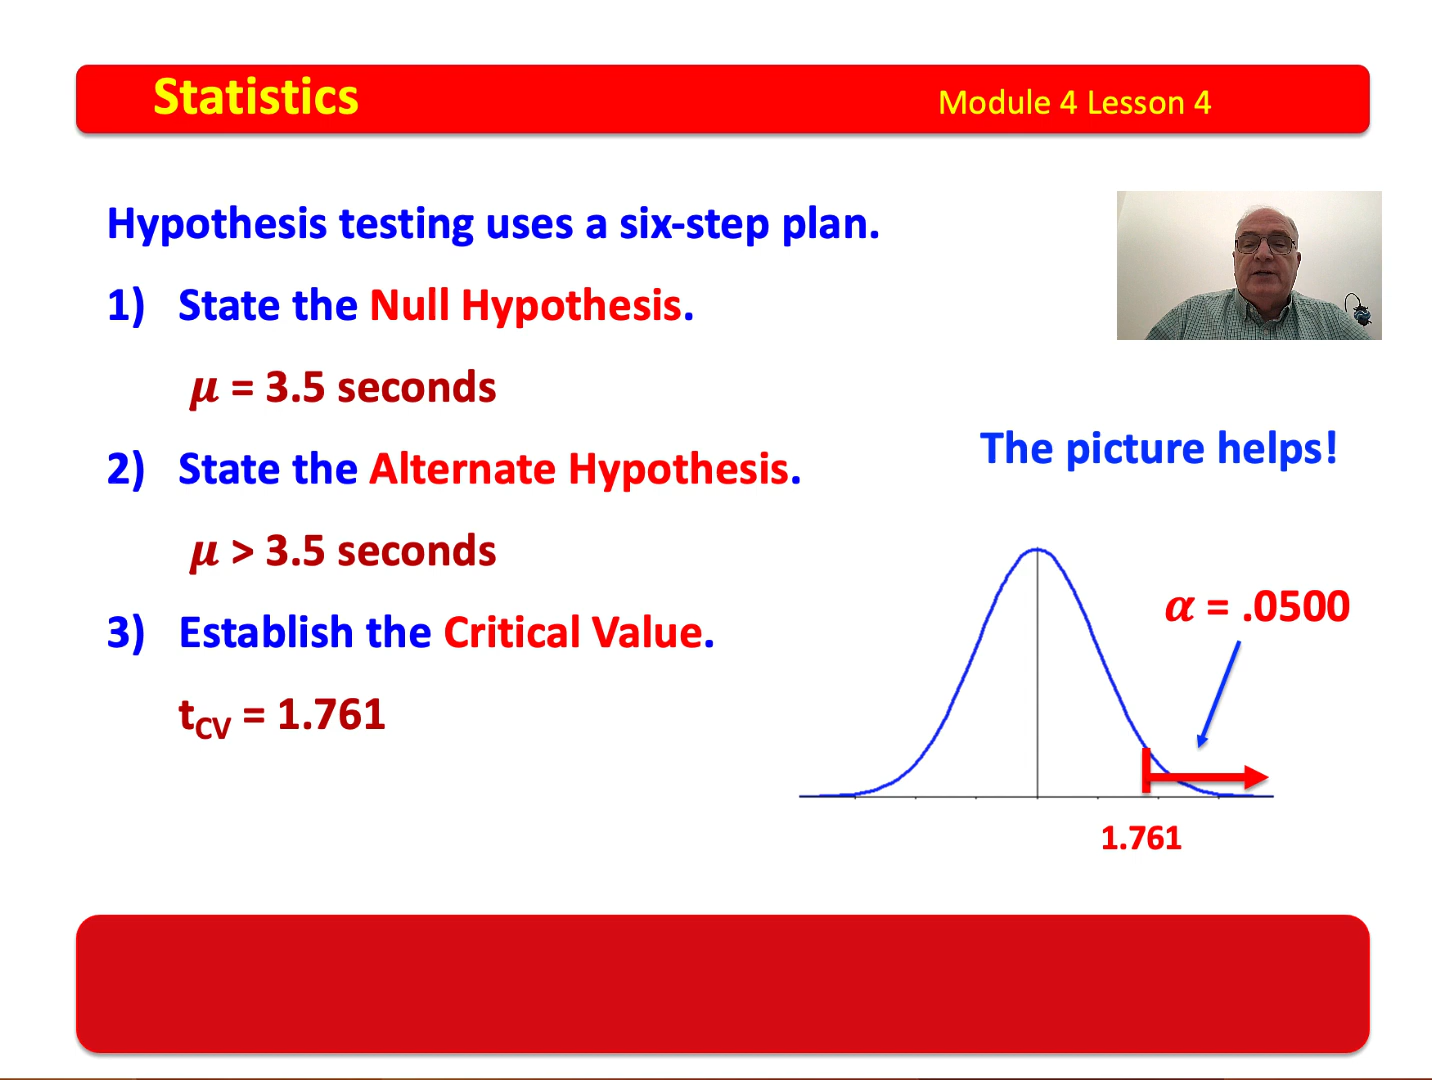 Statistics
Module 4 Lesson 4
Hypothesis testing uses a six-step plan.
1) State the Null Hypothesis.
μ = 3.5 seconds
2) State the Alternate Hypothesis.
μ > 3.5 seconds
3) Establish the Critical Value.
tCV = 1.761
The picture helps!
α = .0500
1.761